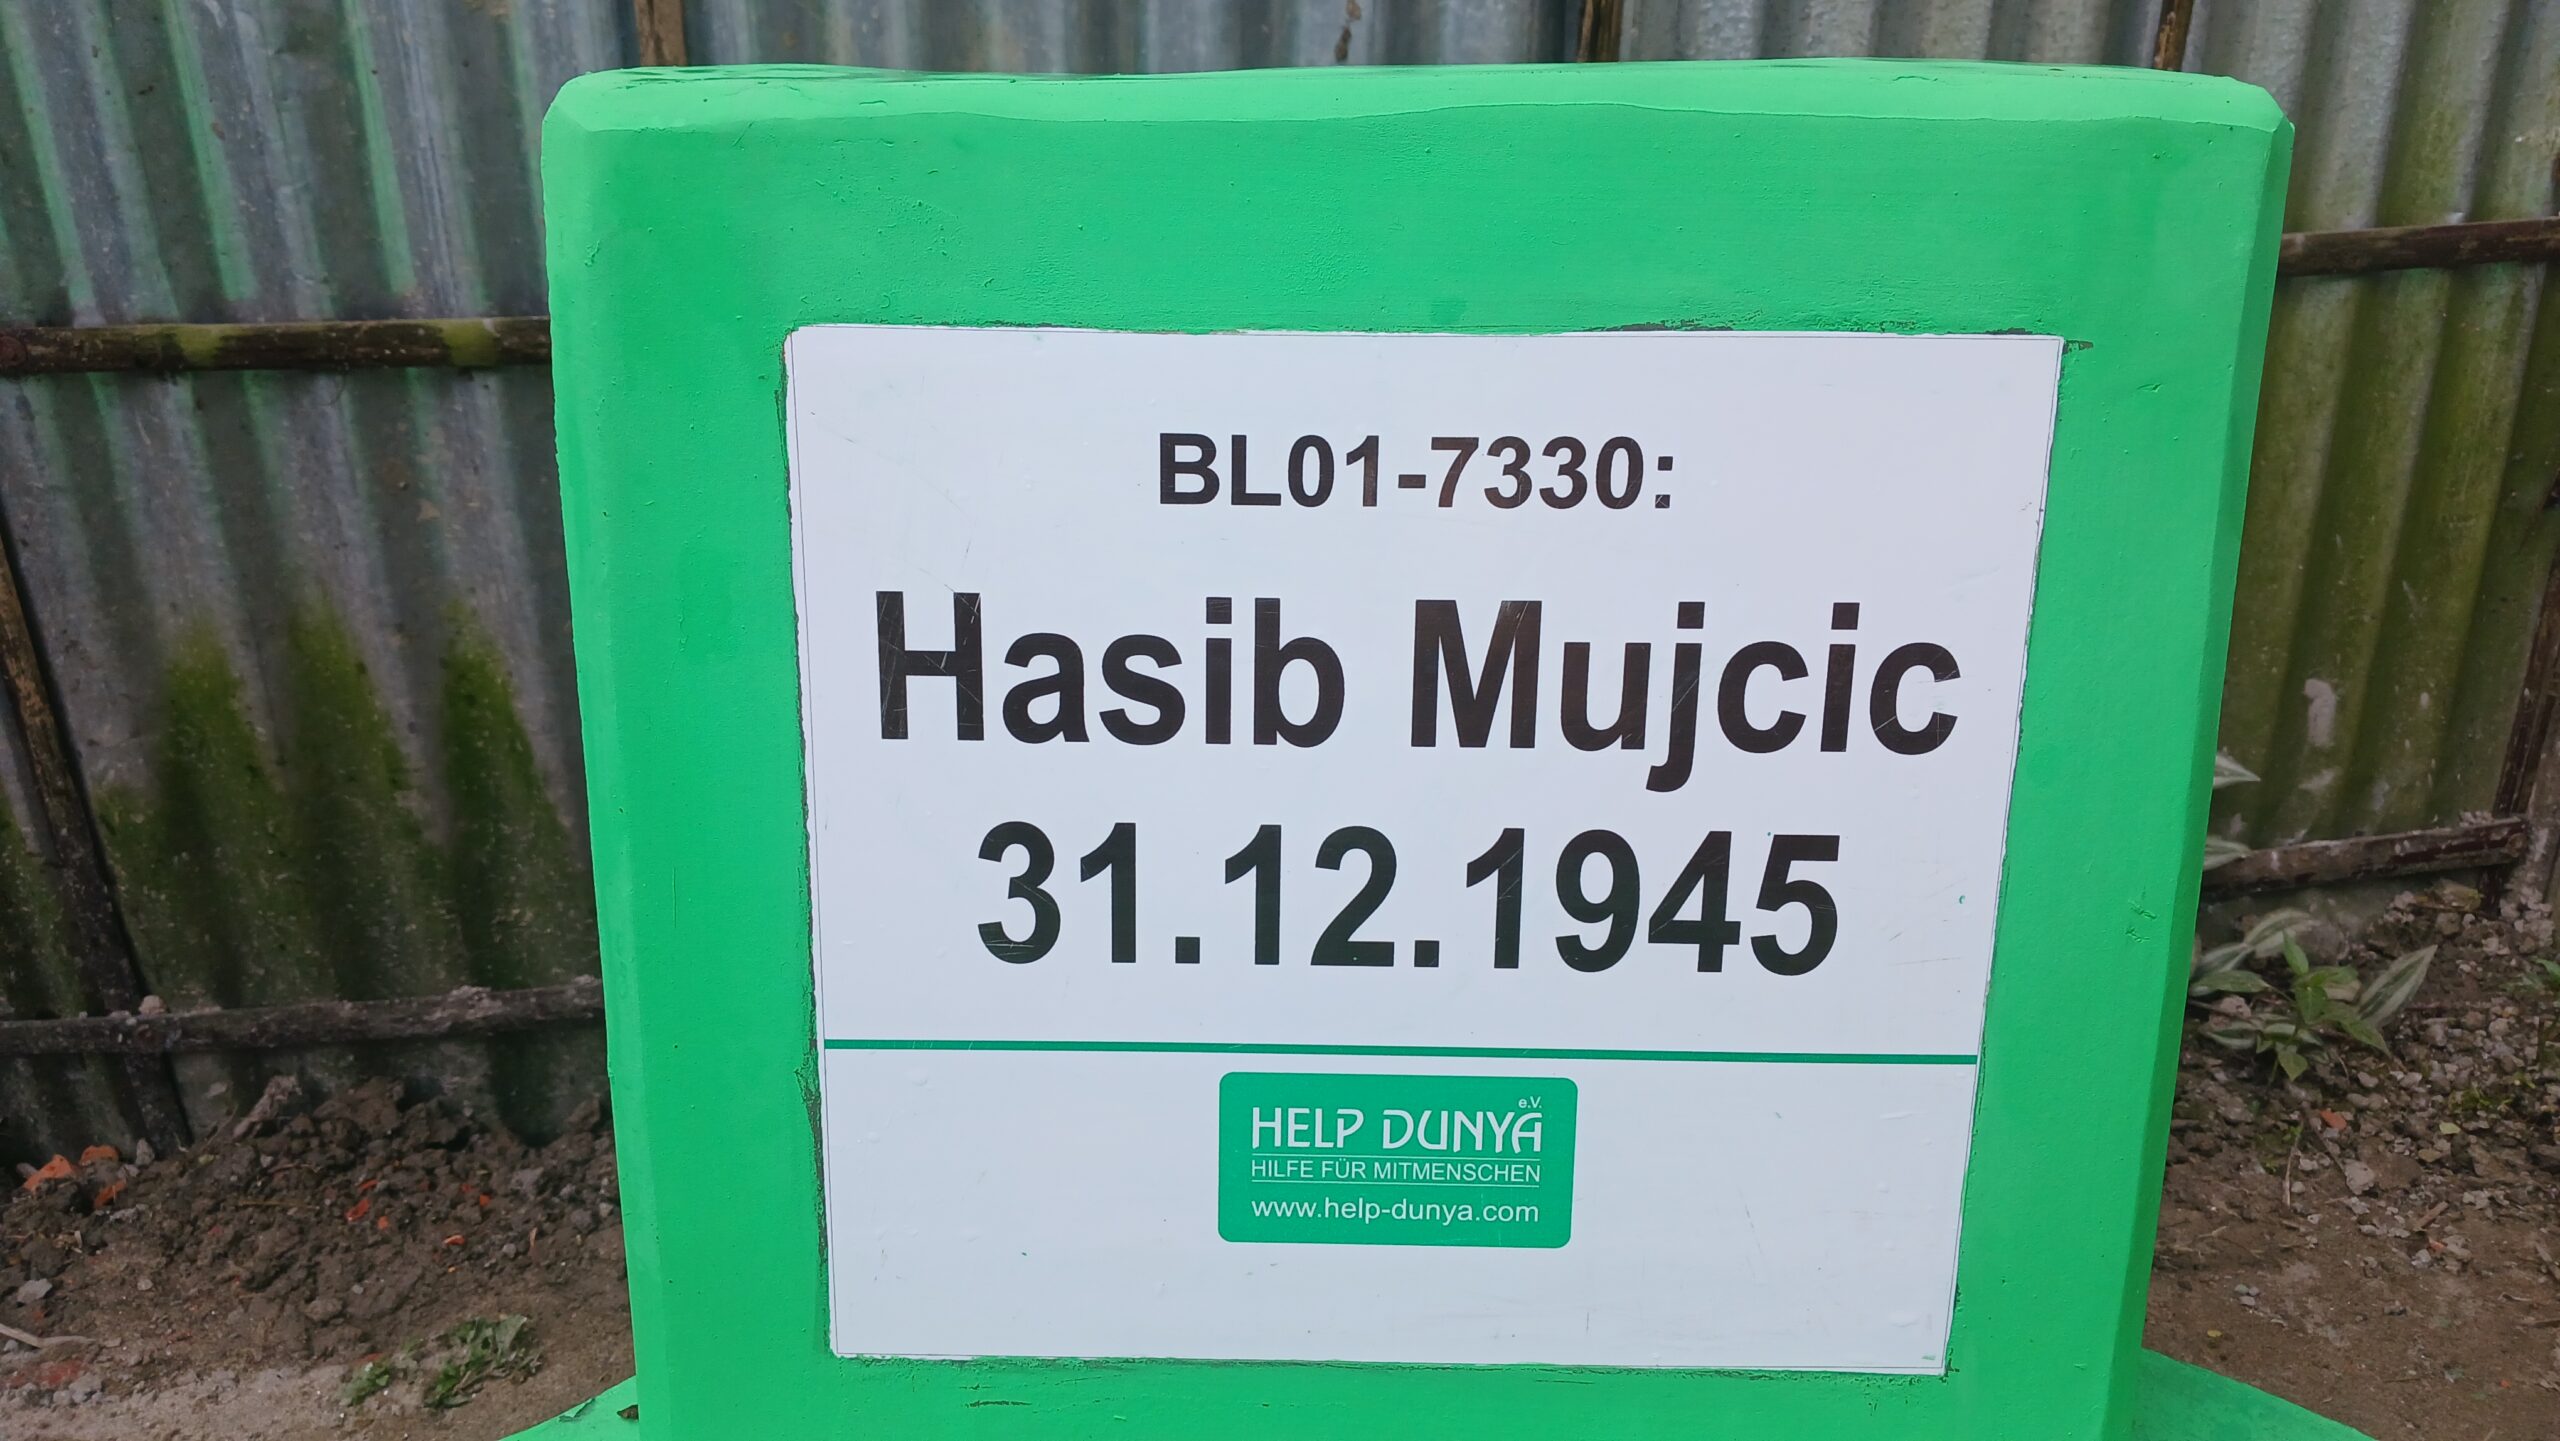 BL01-7330:
Hasib Mujcic
31.12.1945
HELP DUNYA e.V.
HILFE FÜR MITMENSCHEN
www.help-dunya.com